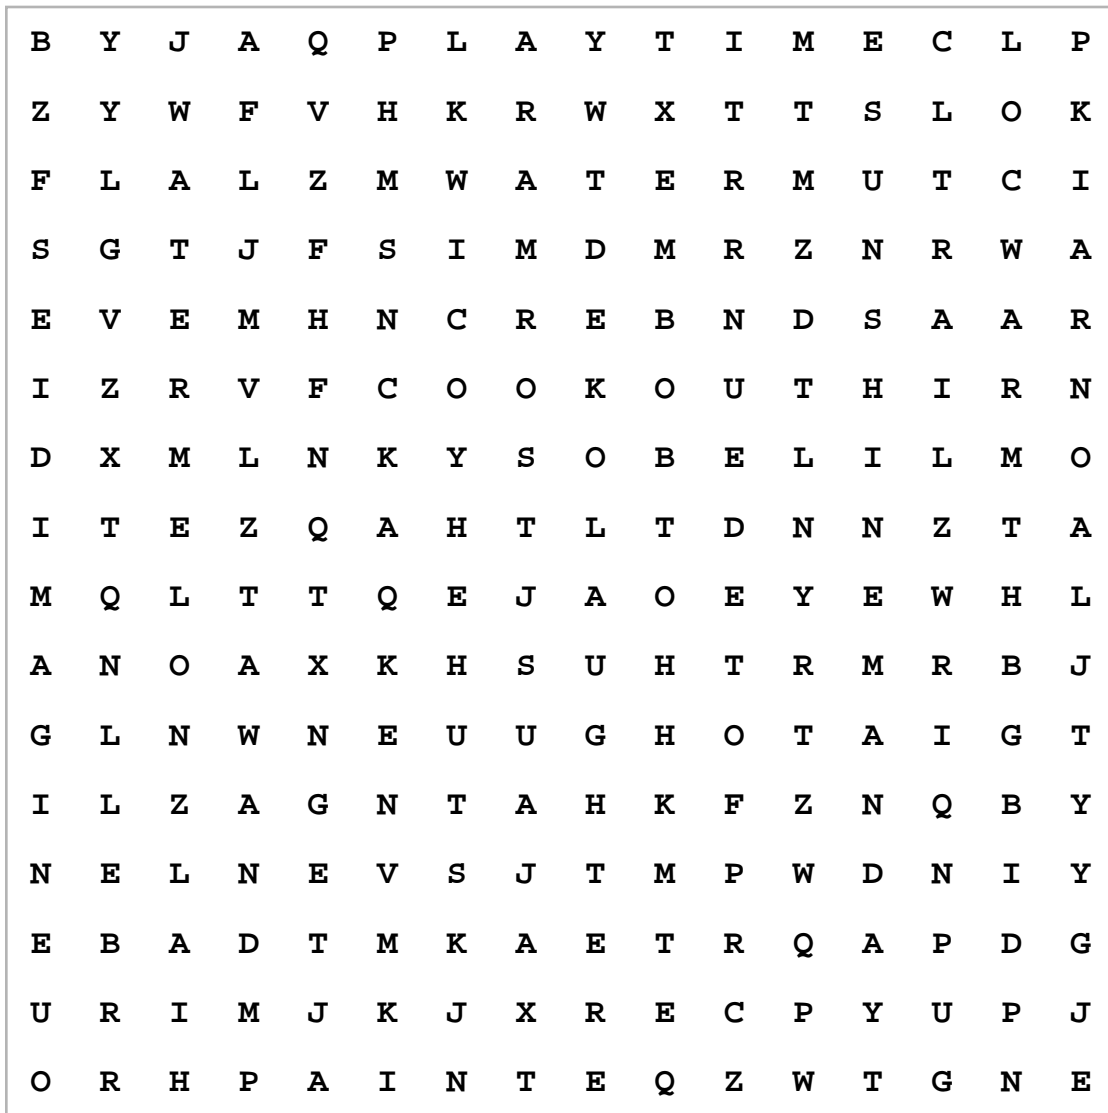 B Y J A Q P L A Y T I M E C L P
Z Y W F V H K R W X T T S L O K
F L A L Z M W A T E R M U T C I
S G T J F S I M D M R Z N R W A
E V E M H N C R E B N D S A A R
I Z R V F C O O K O U T H I R N
D X M L N K Y S O B E L I L M O
I T E Z Q A H T L T D N N Z T A
M Q L T T Q E J A O E Y E W H L
A N O A X K H S U H T R M R B J
G L N W N E U U G H O T A I G T
I L Z A G N T A H K F Z N Q B Y
N E L N E V S J T M P W D N I Y
E B A D T M K A E T R Q A P D G
U R I M J K J X R E C P Y U P J
O R H P A I N T E Q Z W T G N E